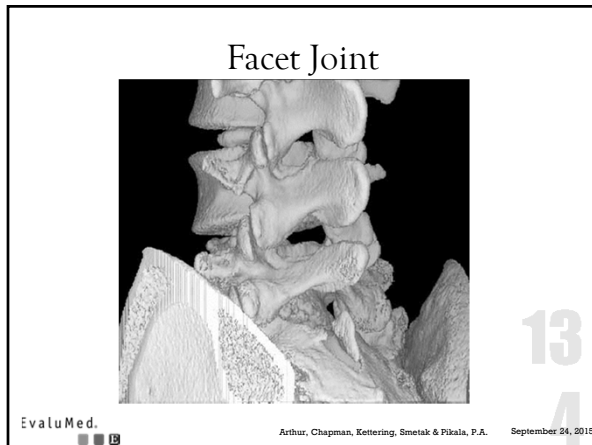 Facet Joint
13
4
EvaluMed.
E
Arthur, Chapman, Kettering, Smetak & Pikala, P.A. September 24, 2015